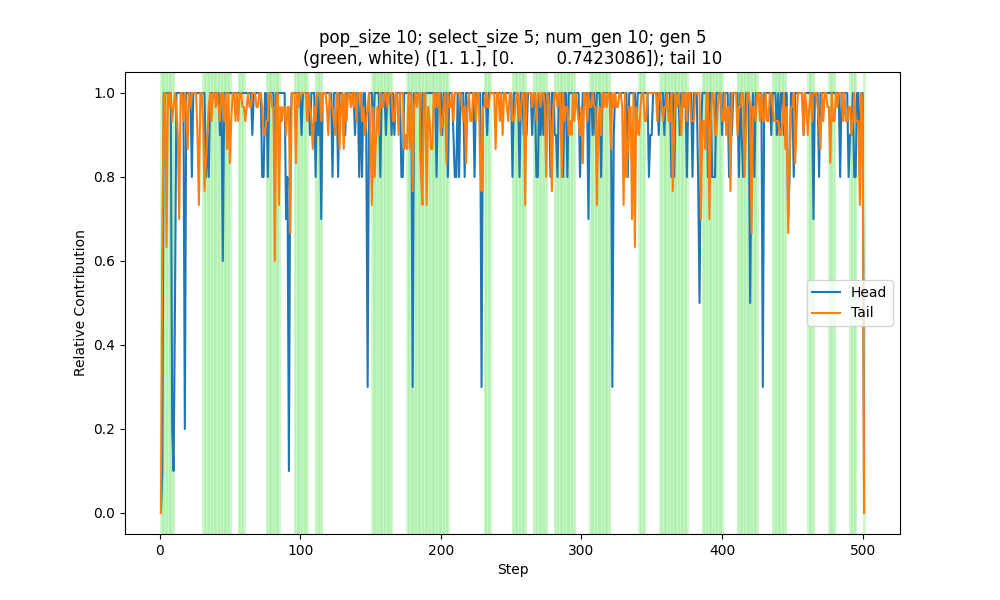 pop_size 10; select_size 5; num_gen 10; gen 5
(green, white) ([1. 1.], [0.        0.7423086]); tail 10
1.0
0.8
0.6
0.4
0.2
0.0
Relative Contribution
Head
Tail
0
100
200
300
400
500
Step